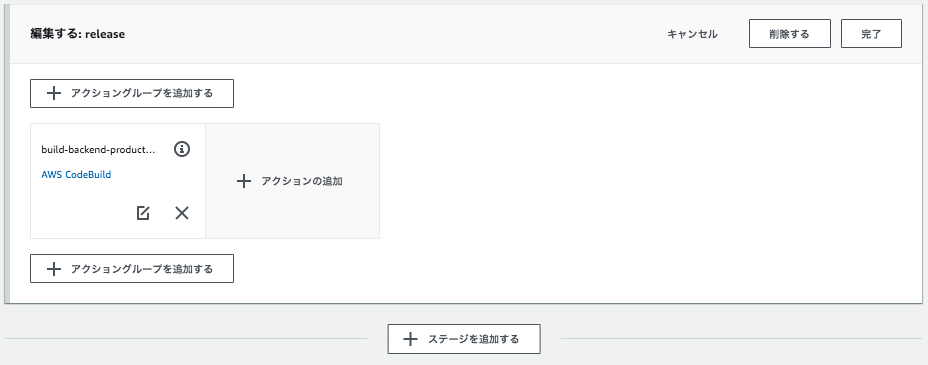 編集する: release
キャンセル
削除する
完了
アクショングループを追加する
build-backend-product...
AWS CodeBuild
アクションの追加
アクショングループを追加する
ステージを追加する